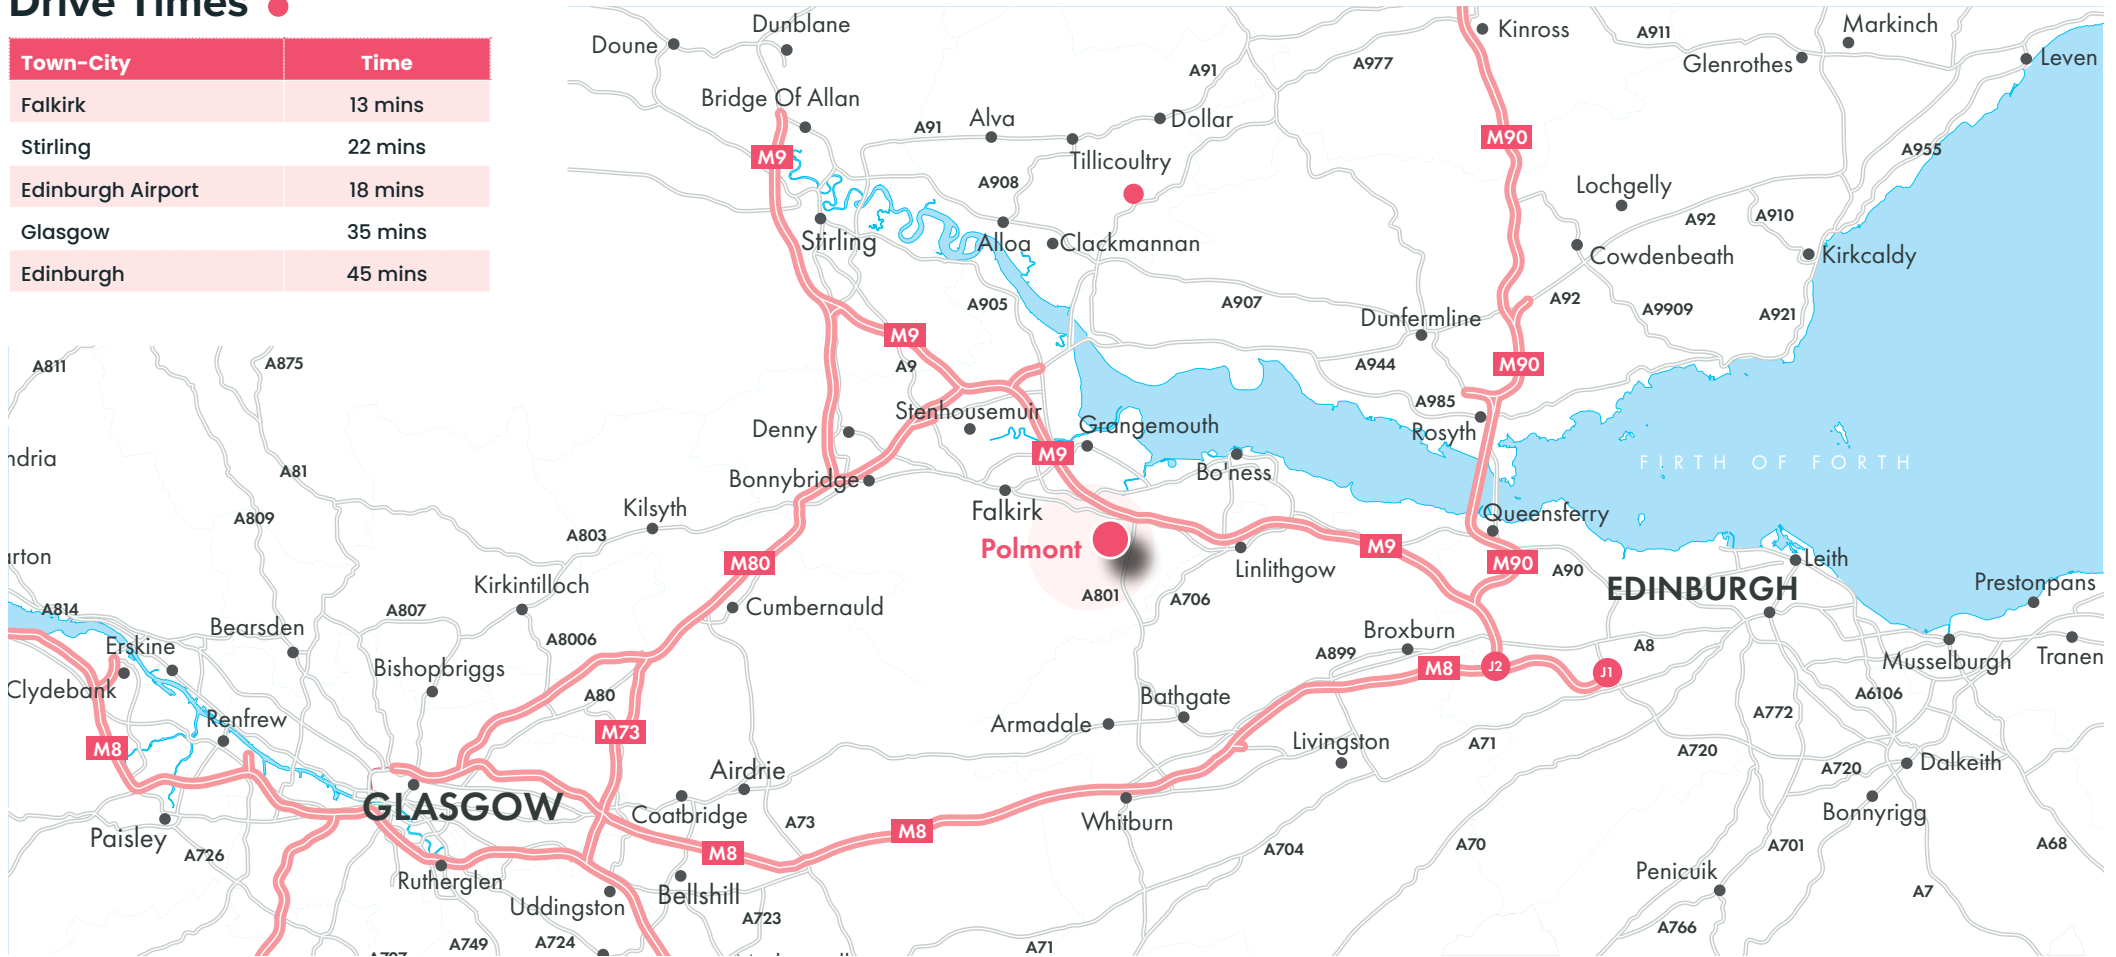 Drive Times
Town-City Time
Falkirk 13 mins
Stirling 22 mins
Edinburgh Airport 18 mins
Glasgow 35 mins
Edinburgh 45 mins
Dunblane
Doune
Bridge Of Allan
M9
A91
Alva
A91
Dollar
Tillicoultry
A908
Stirling
Alloa
Clackmannan
A977
Kinross
M90
A911
Markinch
Glenrothes
Leven
A955
Lochgelly
A92
A910
Cowdenbeath
Kirkcaldy
A905
A907
A92
A9909
A921
Dunfermline
M9
A9
A944
M90
A985
Rosyth
A811
A875
Stenhousemuir
Denny
Grangemouth
M9
Bo'ness
FIRTH OF FORTH
ndria
A81
Bonnybridge
Falkirk
Kilsyth
A809
A803
Polmont
Queensferry
M9
M90
A90
Linlithgow
EDINBURGH
Leith
Prestonpans
arton
M80
Kirkintilloch
A814
A807
Cumbernauld
A801
A706
Bearsden
A8006
Erskine
Bishopbriggs
Clydebank
Broxburn
A899
M8
J2
J1
A8
Musselburgh
Tranen
A80
Renfrew
M8
M73
Bathgate
Armadale
Livingston
A71
A6106
A772
A720
A720
Dalkeith
Airdrie
GLASGOW
Coatbridge
Paisley
A726
M8
A73
M8
Whitburn
Bonnyrigg
A704
A70
A701
A68
Rutherglen
Uddingston
Bellshill
Penicuik
A7
A723
A766
A749
A724
A71